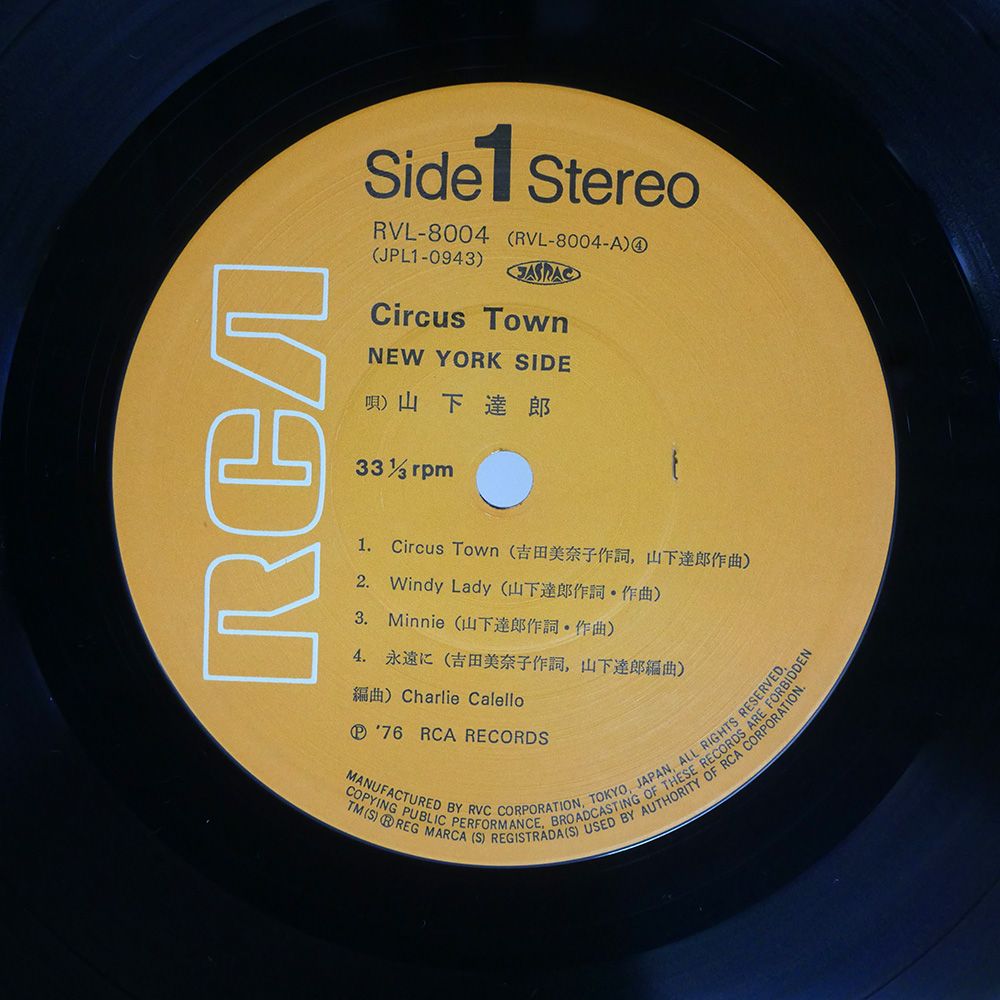 Side 1 Stereo
RVL-8004 (RVL-8004-A)④
(JPL1-0943)
JASRAC
Circus Town
NEW YORK SIDE
唄) 山下達郎
33 1/3 rpm
1. Circus Town (吉田美奈子作詞, 山下達郎作曲)
2. Windy Lady (山下達郎作詞・作曲)
3. Minnie (山下達郎作詞・作曲)
4. 永遠に (吉田美奈子作詞, 山下達郎編曲)
編曲) Charlie Calello
Ⓟ '76 RCA RECORDS
MANUFACTURED BY RVC CORPORATION, TOKYO, JAPAN, ALL RIGHTS RESERVED,
COPYING PUBLIC PERFORMANCE, BROADCASTING OF THESE RECORDS ARE FORBIDDEN
TM(S) ® REG MARCA (S) REGISTRADA(S) USED BY AUTHORITY OF RCA CORPORATION.
RCA